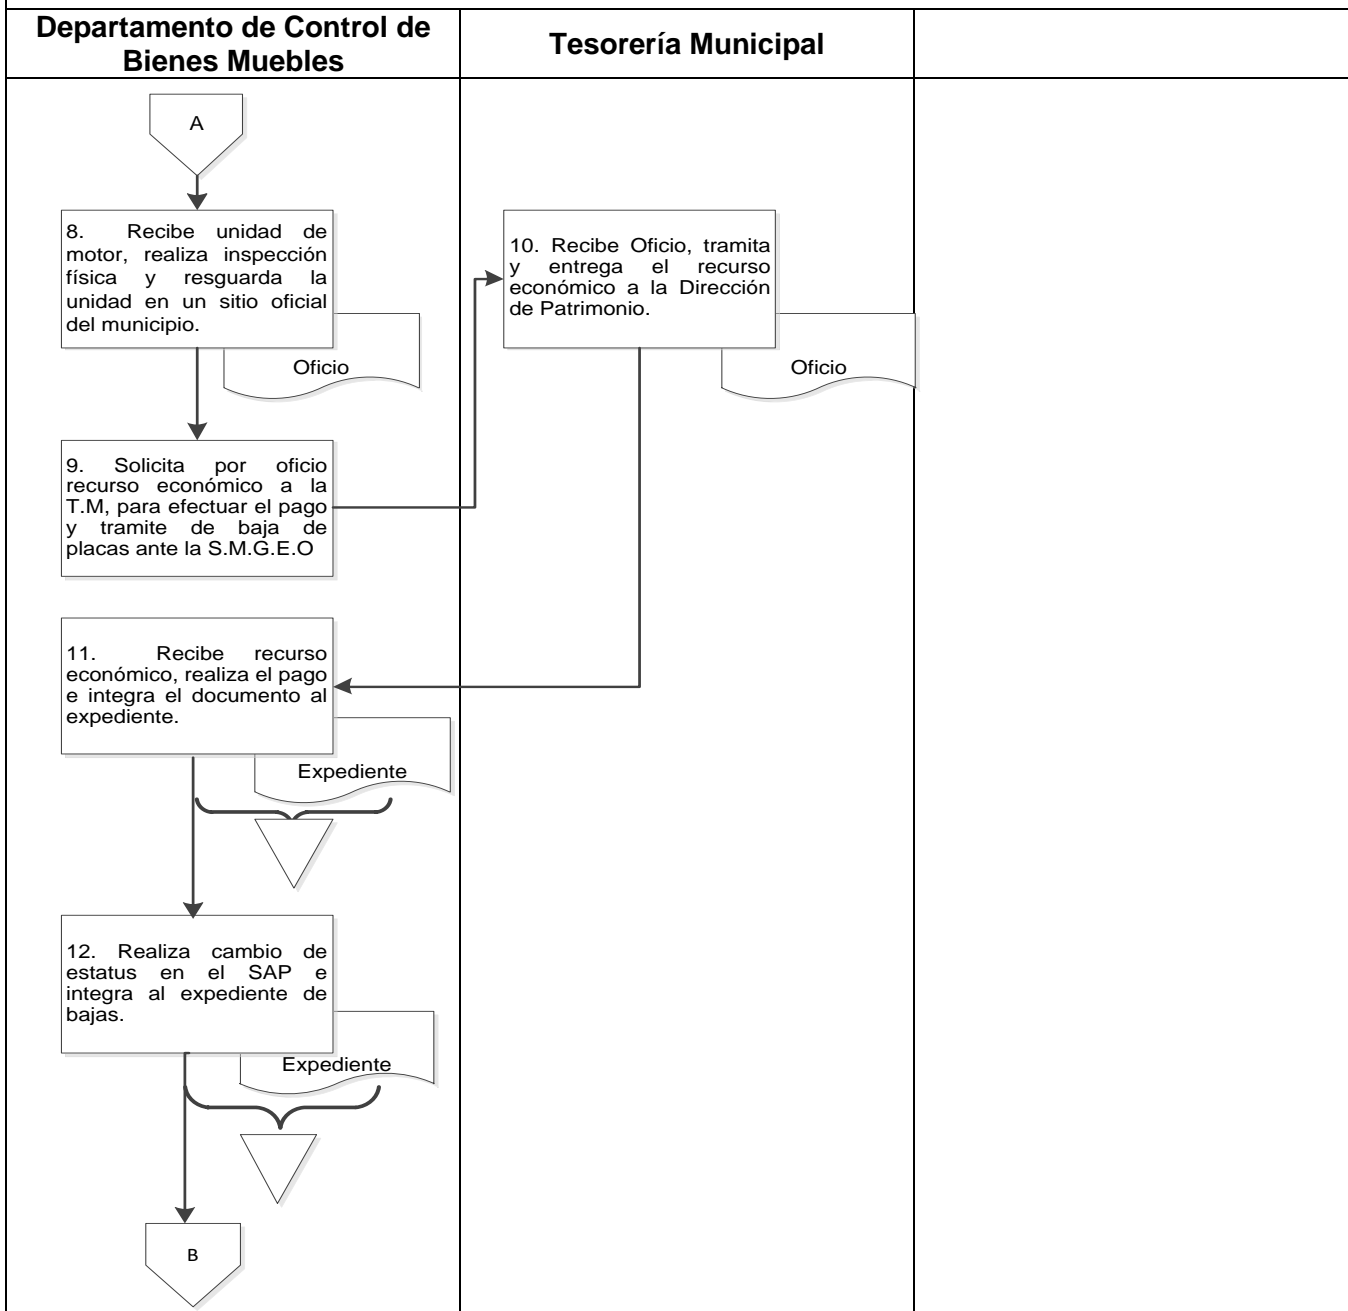 Departamento de Control de
Bienes Muebles
Tesorería Municipal
A
8. Recibe unidad de
motor, realiza inspección
física y resguarda la
unidad en un sitio oficial
del municipio.
Oficio
9. Solicita por oficio
recurso económico a la
T.M, para efectuar el pago
y tramite de baja de
placas ante la S.M.G.E.O
10. Recibe Oficio, tramita
y entrega el recurso
económico a la Dirección
de Patrimonio.
Oficio
11. Recibe recurso
económico, realiza el pago
e integra el documento al
expediente.
Expediente
12. Realiza cambio de
estatus en el SAP e
integra al expediente de
bajas.
Expediente
B